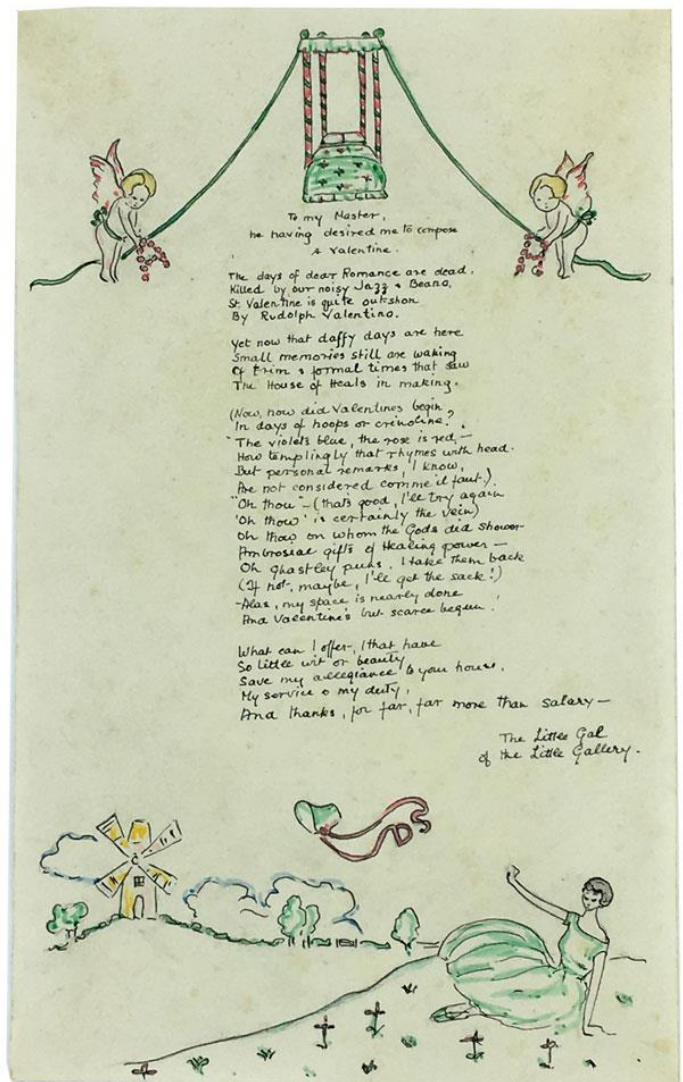 To my Master,
he having desired me to compose
a Valentine.
The days of dear Romance are dead.
Killed by our noisy Jazz & Beano,
St. Valentine is quite outshon
By Rudolph Valentino.
Yet now that daffy days are here
Small memories still are waking
Of trim & formal times that saw
The House of Heals in making.
(Now, how did Valentines begin
In days of hoops or crinoline?
"The violet's blue, the rose is red,—
How temptingly that rhymes with head.
But personal remarks, I know,
Are not considered comme il faut.)
"Oh thou" – (that's good, I'll try again
'Oh thou' is certainly the vein)
Oh thou on whom the Gods did shower
Ambrosial gifts of Healing power —
Oh Ghastley puns. I take them back
(If not, maybe, I'll get the sack!)
-Alas, my space is nearly done
And Valentine's but scarce begun!
What can I offer, I that have
So little wit or beauty
Save my allegiance to your house,
My service & my duty,
And thanks, for far, far more than salary —
The Little Gal
of the Little Gallery.
DS